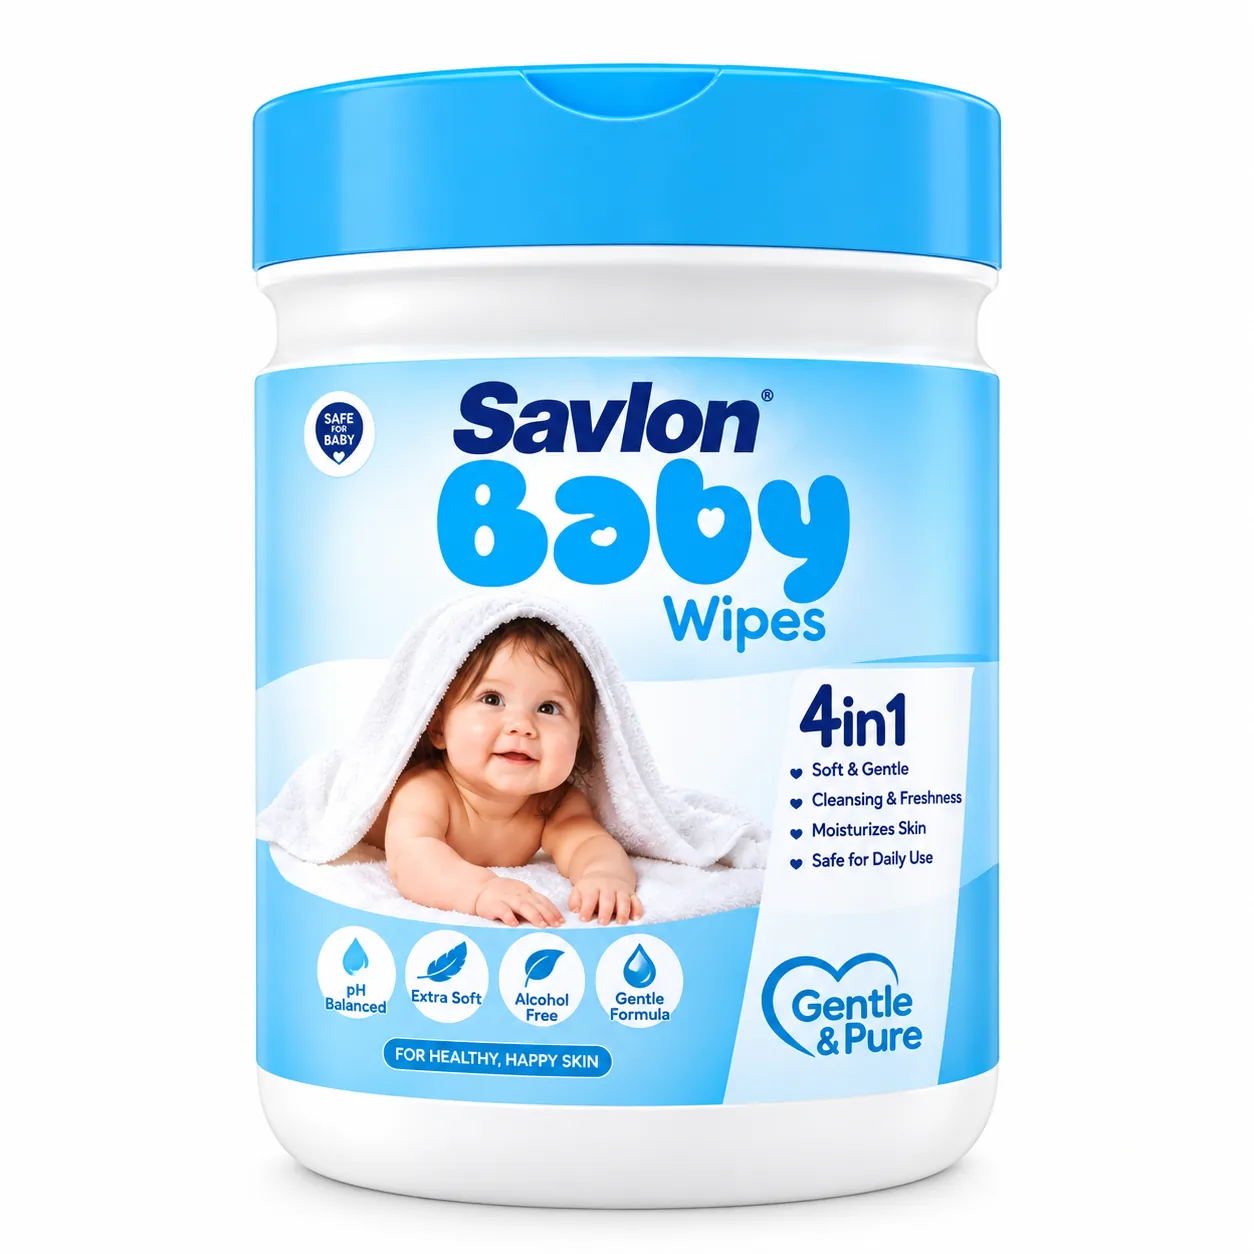 SAFE
FOR
BABY
Savlon®
Baby
Wipes
4in1
Soft & Gentle
Cleansing & Freshness
Moisturizes Skin
Safe for Daily Use
pH
Balanced
Extra Soft
Alcohol
Free
Gentle
Formula
FOR HEALTHY, HAPPY SKIN
Gentle
& Pure